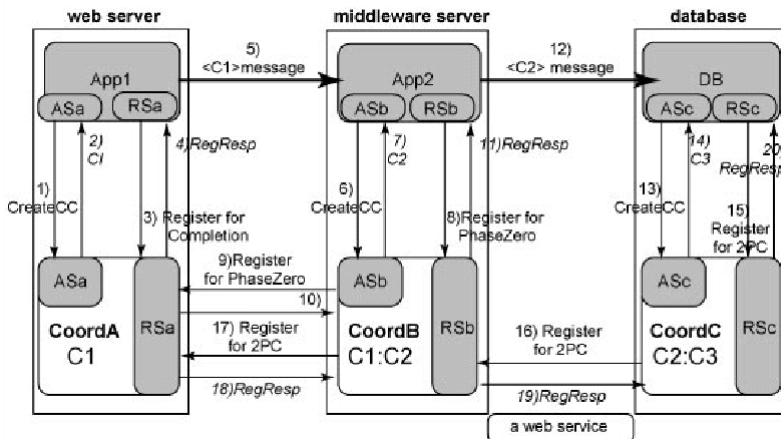 web server
middleware server
database
5)
<C1>message
12)
<C2> message
App1
App2
DB
ASa
RSa
ASb
RSb
ASc
RSc
2)
C1
4)RegResp
7)
C2
11)RegResp
14)
C3
20)
RegResp
1)
CreateCC
3) Register for
Completion
6)
CreateCC
8)Register for
PhaseZero
13)
CreateCC
15)
Register
for 2PC
9)Register
for PhaseZero
10)
ASa
RSa
CoordA
C1
ASb
RSb
CoordB
C1:C2
ASc
RSc
CoordC
C2:C3
17) Register
for 2PC
16) Register
for 2PC
18)RegResp
19)RegResp
a web service